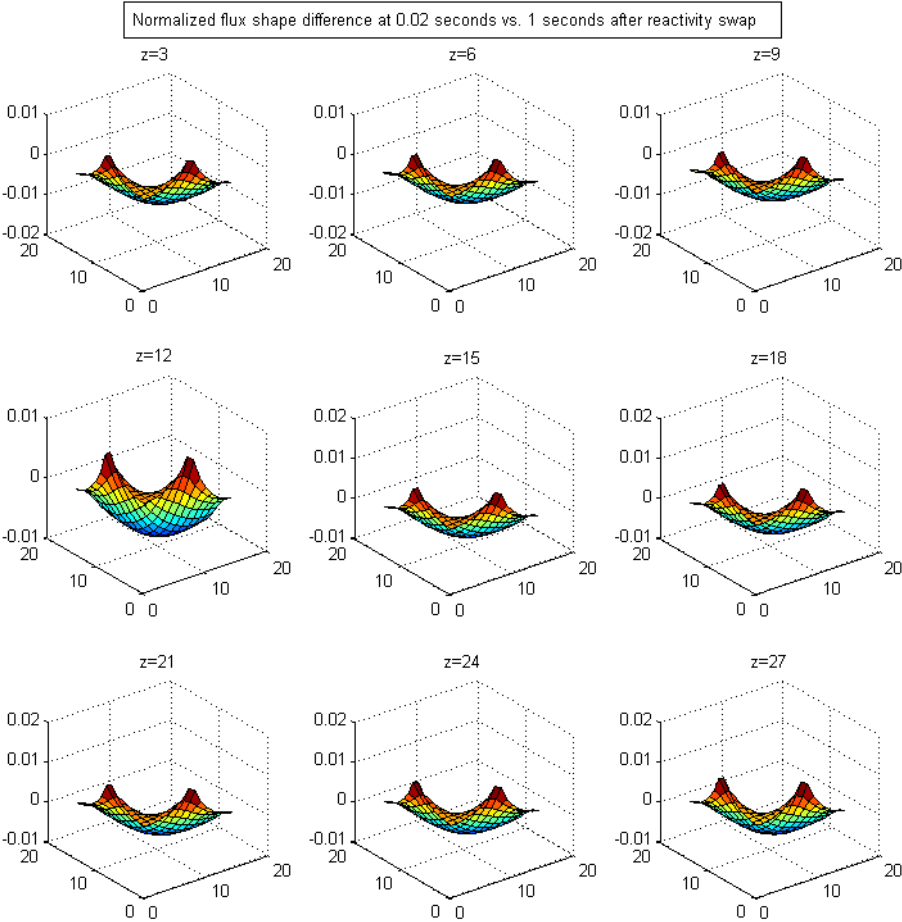 Normalized flux shape difference at 0.02 seconds vs. 1 seconds after reactivity swap
z=3 z=6 z=9
0.01 0.01 0.01
0 0 0
-0.01 -0.01 -0.01
-0.02 -0.02 -0.02
20 20 20 20 20 20
10 10 10 10 10 10
0 0 0 0 0 0
z=12 z=15 z=18
0.01 0.02 0.02
0.01 0.01
0 0 0
-0.01 -0.01 -0.01
20 20 20 20 20 20
10 10 10 10 10 10
0 0 0 0 0 0
z=21 z=24 z=27
0.02 0.02 0.02
0.01 0.01 0.01
0 0 0
-0.01 -0.01 -0.01
20 20 20 20 20 20
10 10 10 10 10 10
0 0 0 0 0 0